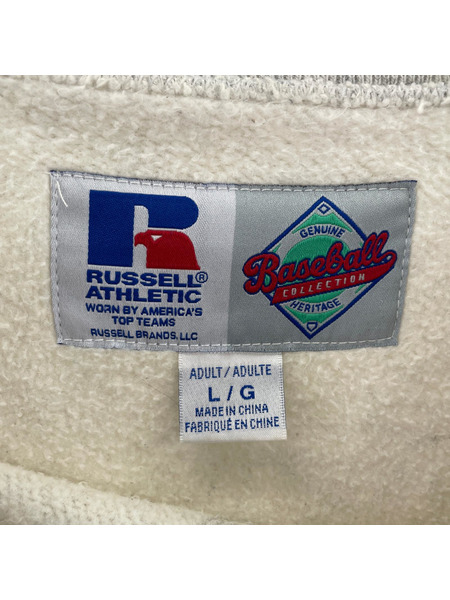 RUSSELL®
ATHLETIC
WORN BY AMERICA'S
TOP TEAMS
RUSSELL BRANDS, LLC
GENUINE
Baseball
COLLECTION
HERITAGE
ADULT / ADULTE
L / G
MADE IN CHINA
FABRIQUÉ EN CHINE